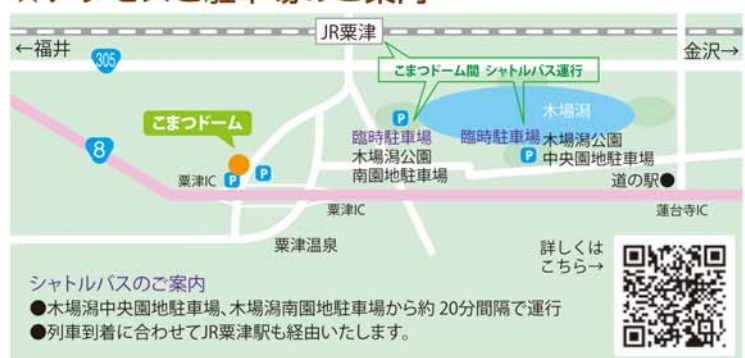 JR粟津
←福井
金沢→
305
こまつドーム間 シャトルバス運行
木場潟
こまつドーム
P
臨時駐車場
木場潟公園
南園地駐車場
臨時駐車場
木場潟公園
P
中央園地駐車場
8
粟津IC
P
P
道の駅●
粟津IC
蓮台寺IC
粟津温泉
詳しくは
こちら→
シャトルバスのご案内
●木場潟中央園地駐車場、木場潟南園地駐車場から約 20分間隔で運行
●列車到着に合わせてJR粟津駅も経由いたします。